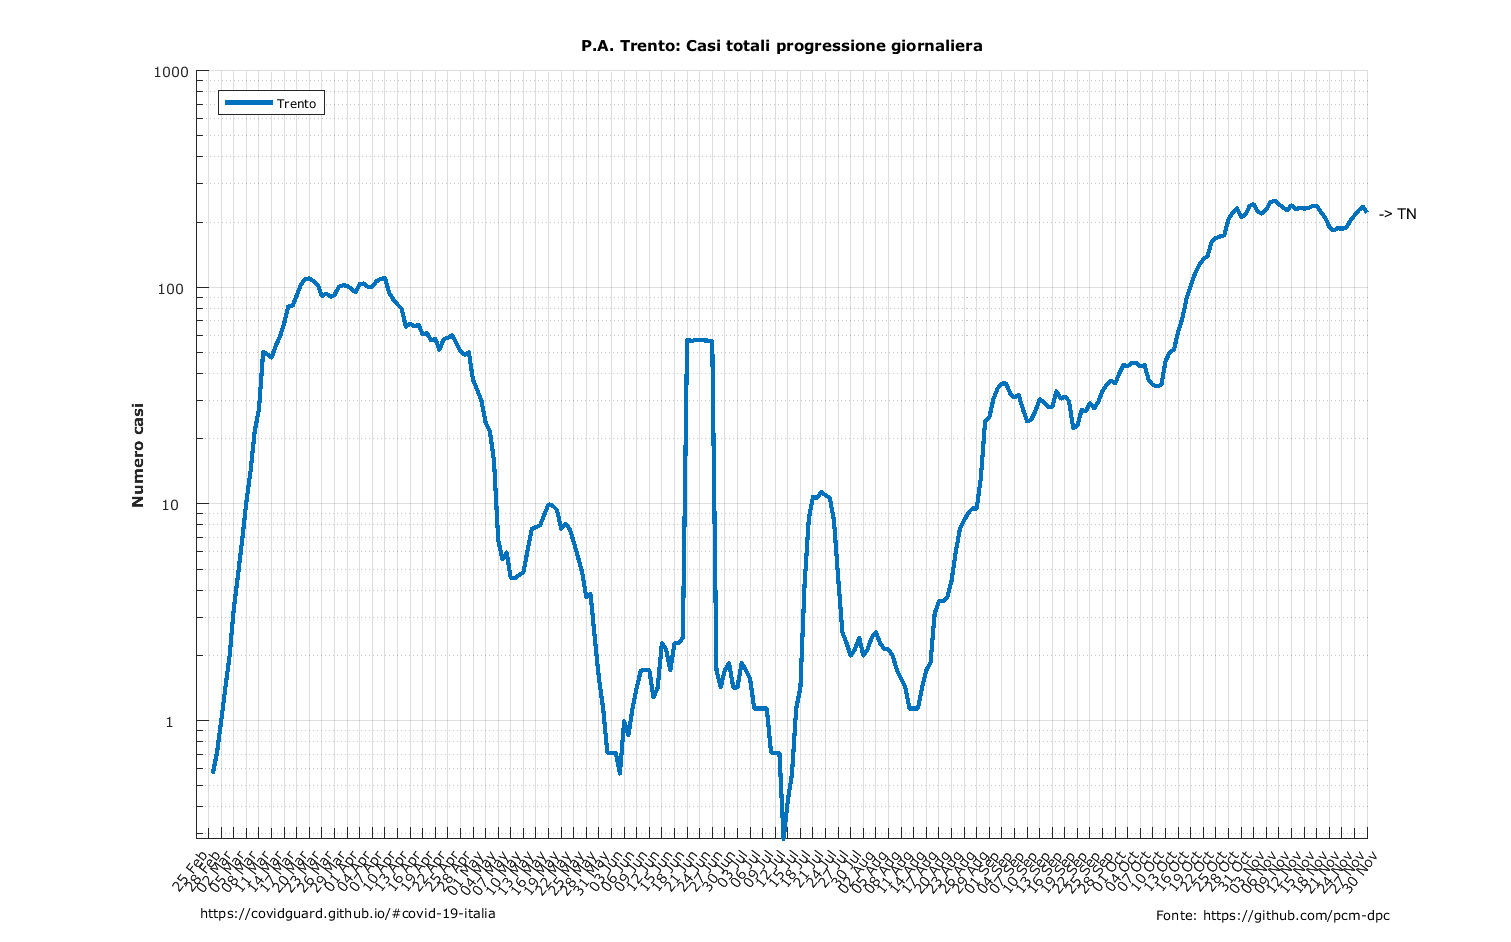 P.A. Trento: Casi totali progressione giornaliera
1000
Trento
-> TN
100
Numero casi
10
1
25 Feb
28 Feb
02 Mar
05 Mar
08 Mar
11 Mar
14 Mar
17 Mar
20 Mar
23 Mar
26 Mar
29 Mar
01 Apr
04 Apr
07 Apr
10 Apr
13 Apr
16 Apr
19 Apr
22 Apr
25 Apr
28 Apr
01 May
04 May
07 May
10 May
13 May
16 May
19 May
22 May
25 May
28 May
31 May
03 Jun
06 Jun
09 Jun
12 Jun
15 Jun
18 Jun
21 Jun
24 Jun
27 Jun
30 Jun
03 Jul
06 Jul
09 Jul
12 Jul
15 Jul
18 Jul
21 Jul
24 Jul
27 Jul
30 Jul
02 Aug
05 Aug
08 Aug
11 Aug
14 Aug
17 Aug
20 Aug
23 Aug
26 Aug
29 Aug
01 Sep
04 Sep
07 Sep
10 Sep
13 Sep
16 Sep
19 Sep
22 Sep
25 Sep
28 Sep
01 Oct
04 Oct
07 Oct
10 Oct
13 Oct
16 Oct
19 Oct
22 Oct
25 Oct
28 Oct
31 Oct
03 Nov
06 Nov
09 Nov
12 Nov
15 Nov
18 Nov
21 Nov
24 Nov
27 Nov
30 Nov
https://covidguard.github.io/#covid-19-italia
Fonte: https://github.com/pcm-dpc